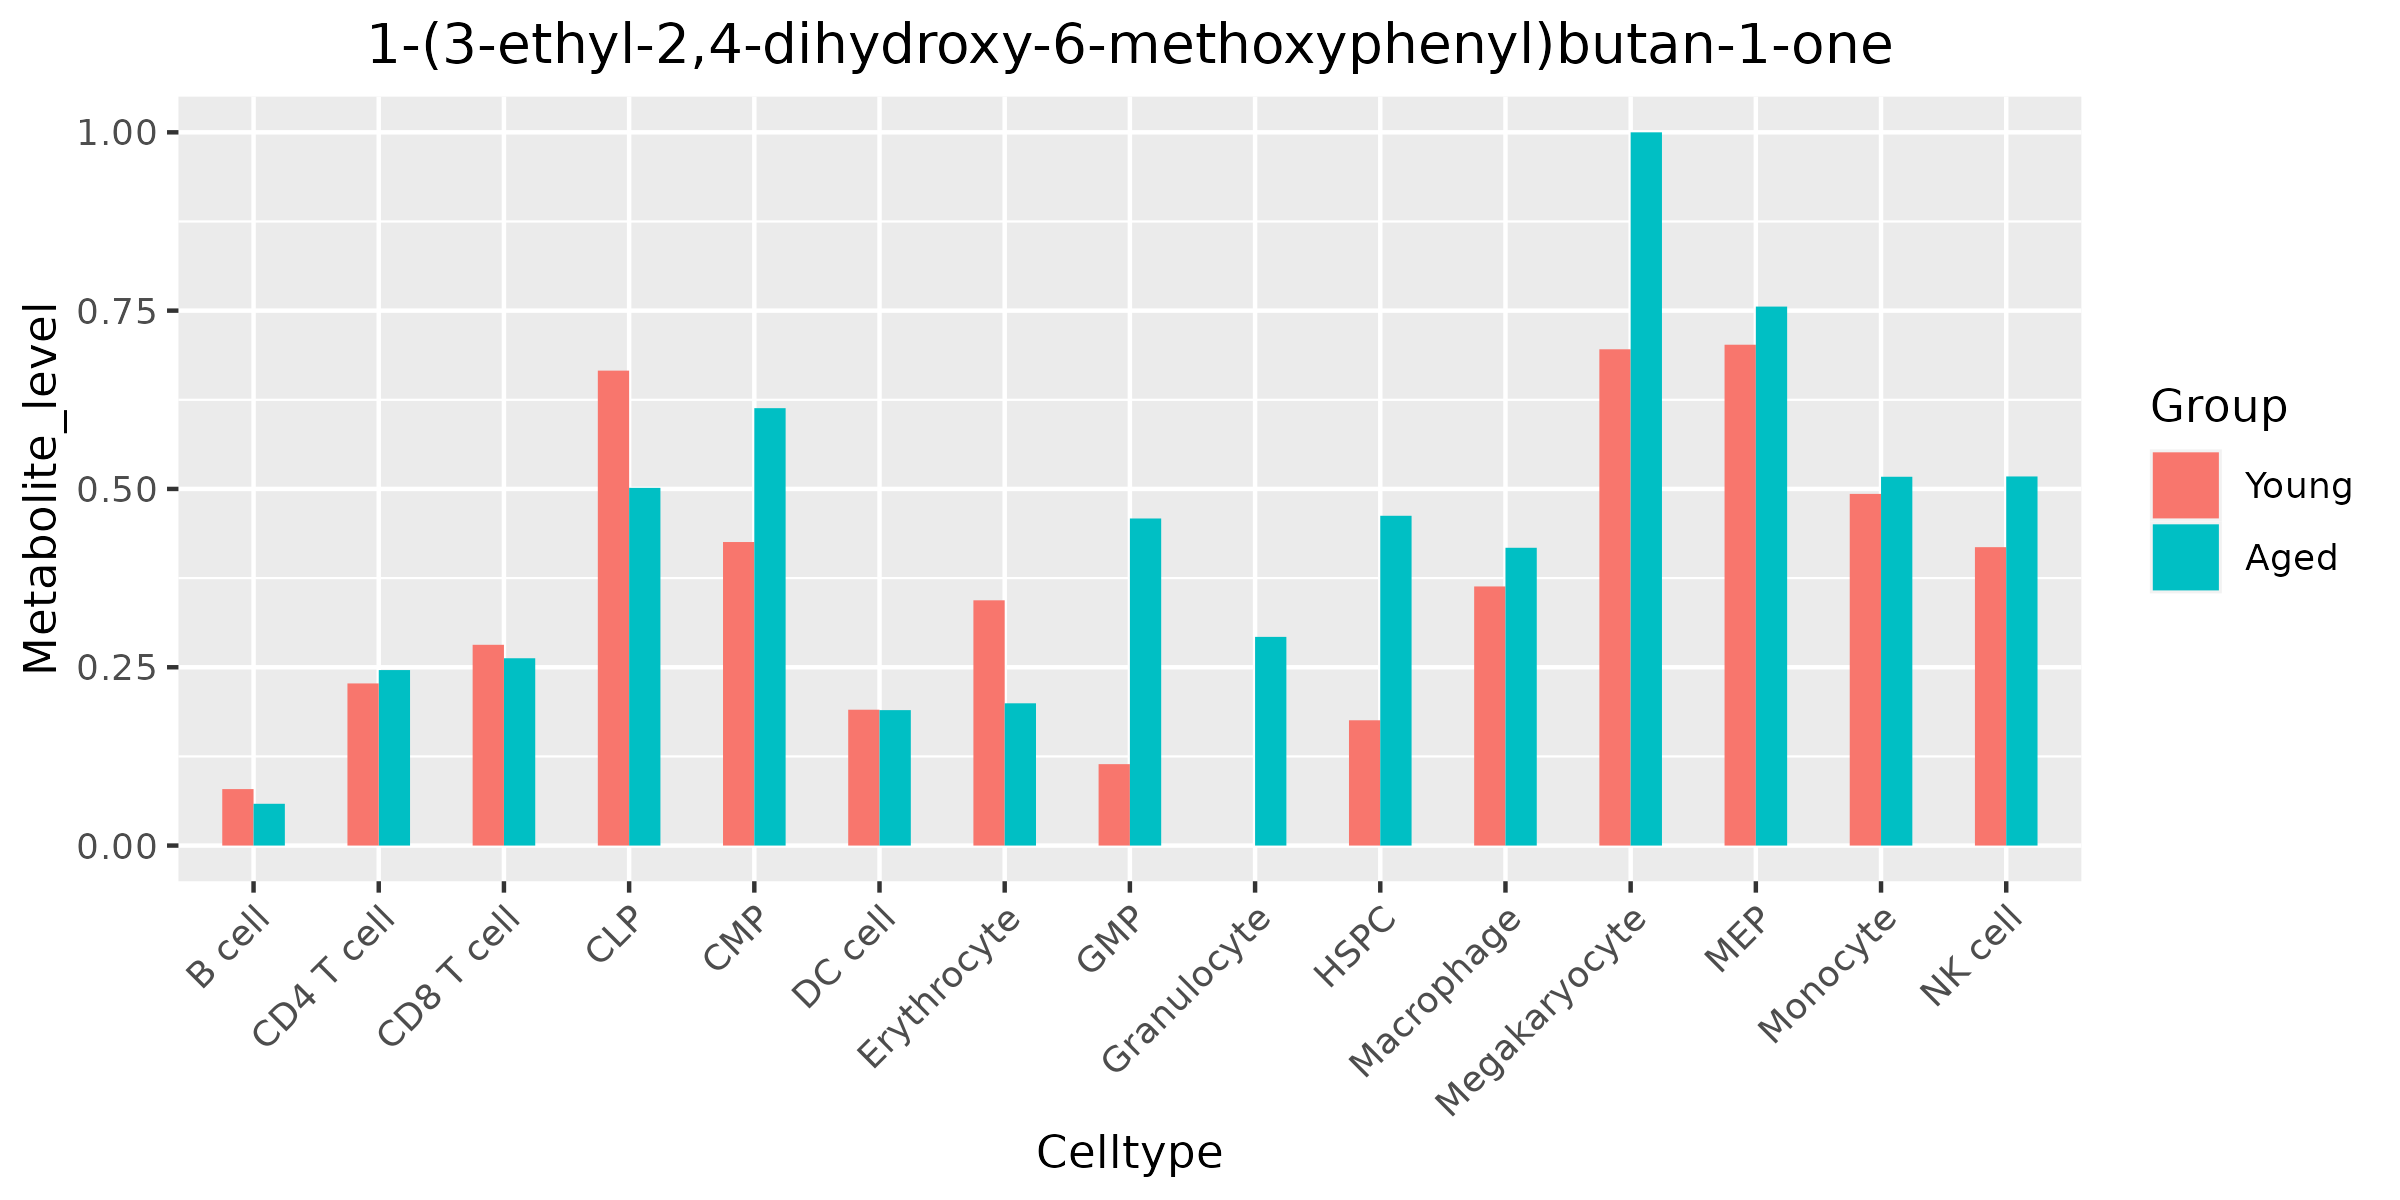 1-(3-ethyl-2,4-dihydroxy-6-methoxyphenyl)butan-1-one
Metabolite_level
1.00
0.75
0.50
0.25
0.00
B cell
CD4 T cell
CD8 T cell
CLP
CMP
DC cell
Erythrocyte
GMP
Granulocyte
HSPC
Macrophage
Megakaryocyte
MEP
Monocyte
NK cell
Celltype
Group
Young
Aged